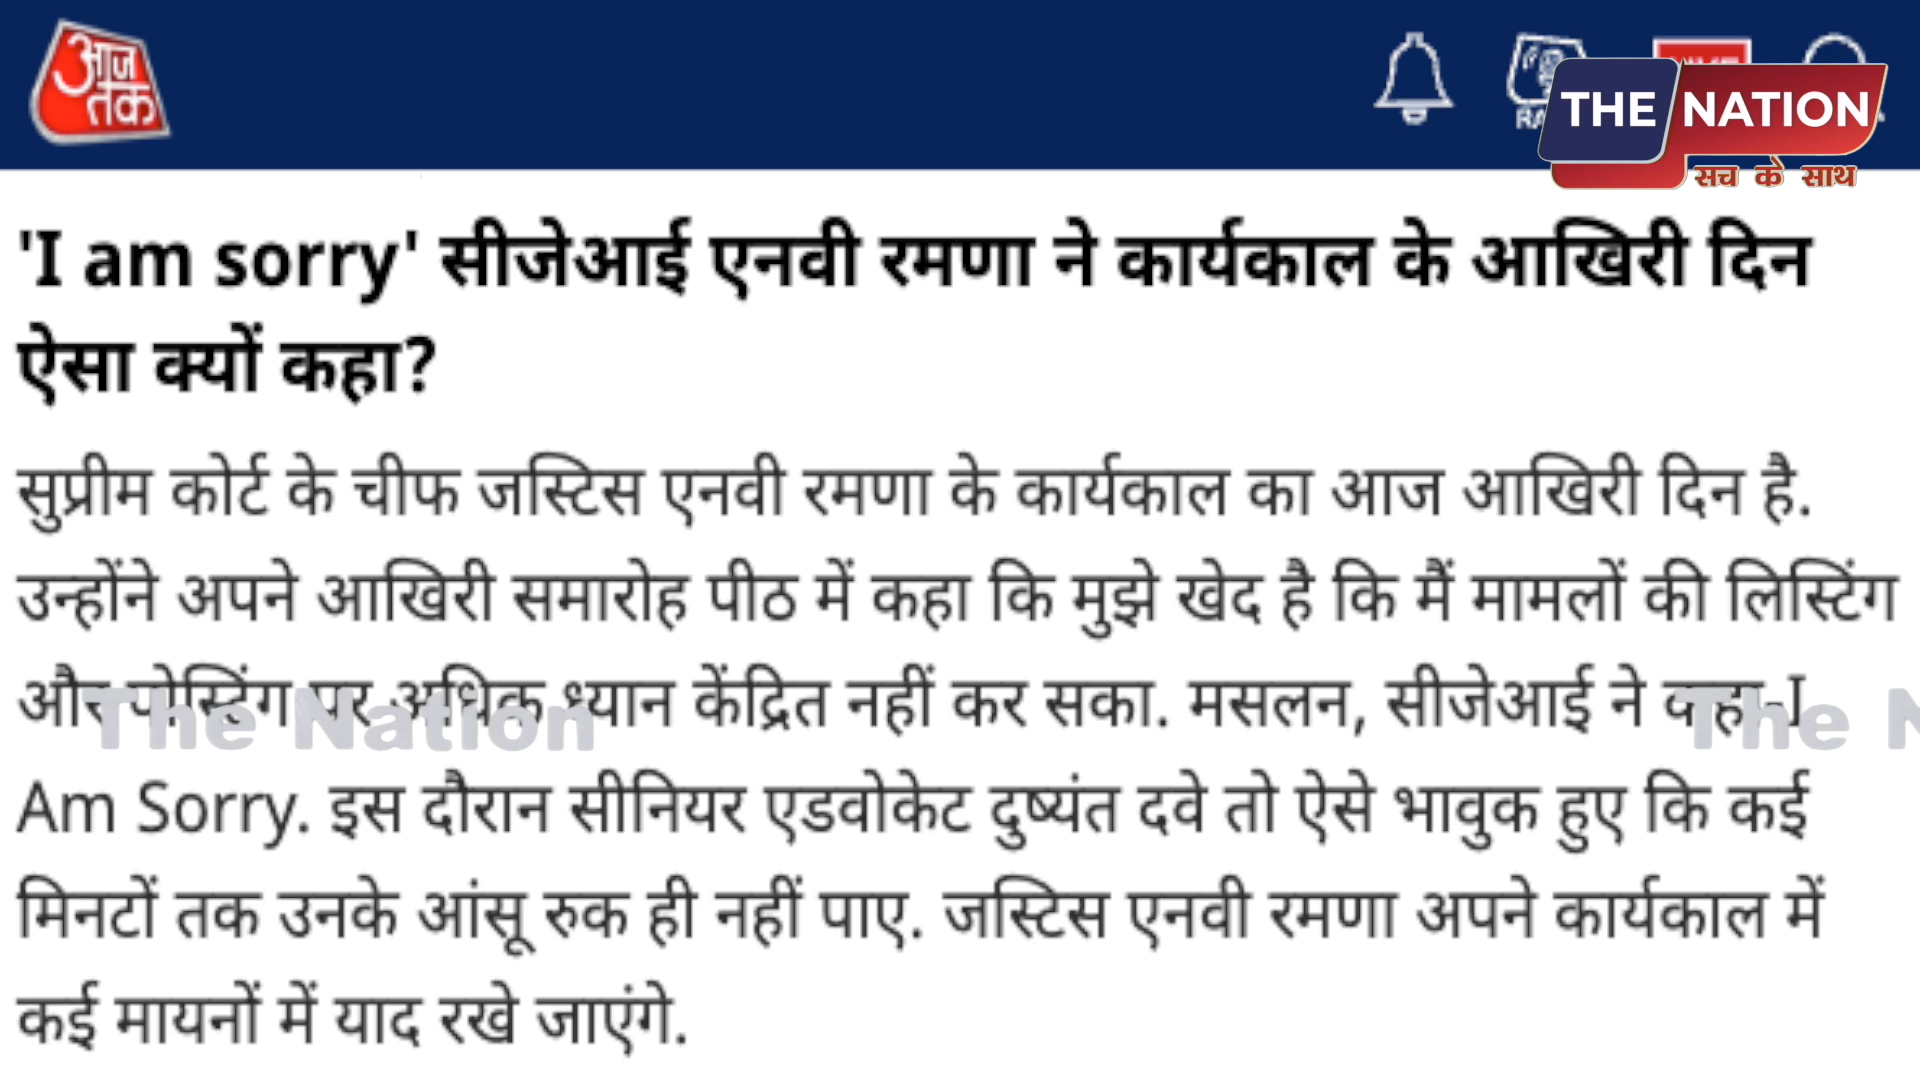 आज
तक
THE NATION
सच के साथ
'I am sorry' सीजेआई एनवी रमणा ने कार्यकाल के आखिरी दिन
ऐसा क्यों कहा?
सुप्रीम कोर्ट के चीफ जस्टिस एनवी रमणा के कार्यकाल का आज आखिरी दिन है.
उन्होंने अपने आखिरी समारोह पीठ में कहा कि मुझे खेद है कि मैं मामलों की लिस्टिंग
और पोस्टिंग पर अधिक ध्यान केंद्रित नहीं कर सका. मसलन, सीजेआई ने कहा-I
The Nation
Am Sorry. इस दौरान सीनियर एडवोकेट दुष्यंत दवे तो ऐसे भावुक हुए कि कई
मिनटों तक उनके आंसू रुक ही नहीं पाए. जस्टिस एनवी रमणा अपने कार्यकाल में
कई मायनों में याद रखे जाएंगे.